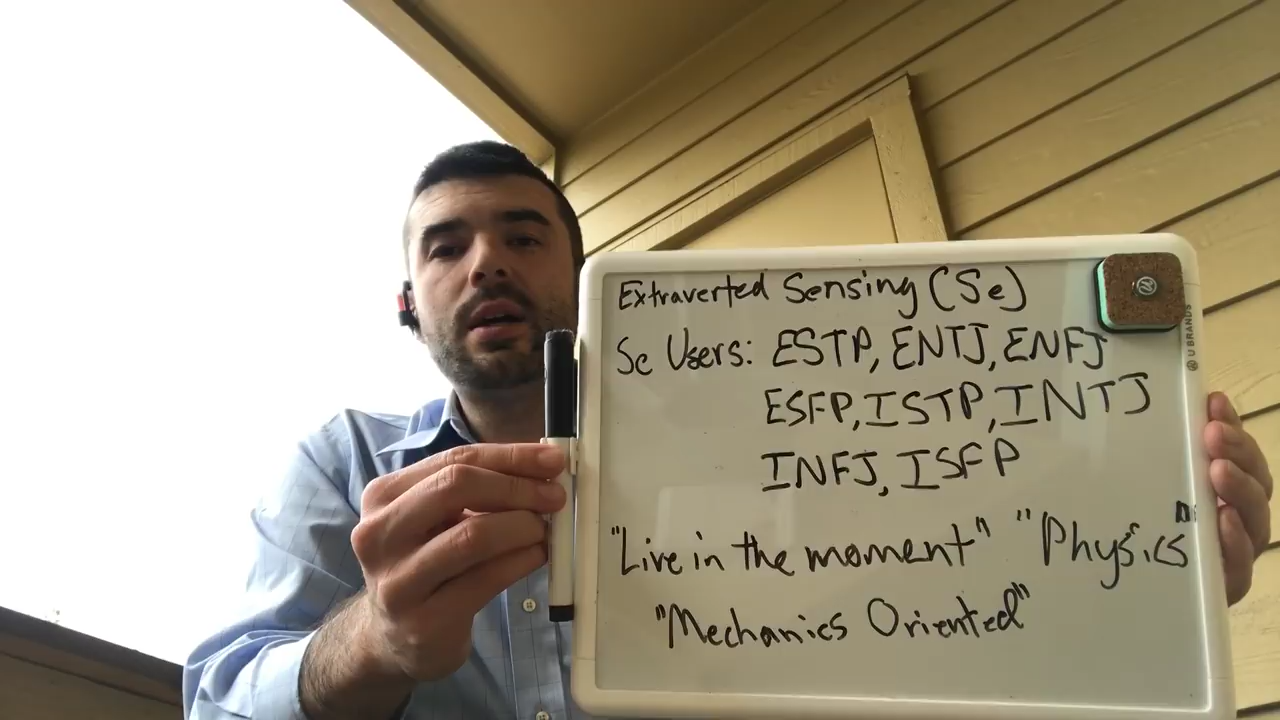 Extraverted Sensing (Se)
Se Users: ESTP, ENTJ, ENFJ
ESFP, ISTP, INTJ
INFJ, ISFP
"Live in the moment" "Physics"
"Mechanics Oriented"
U BRANDS